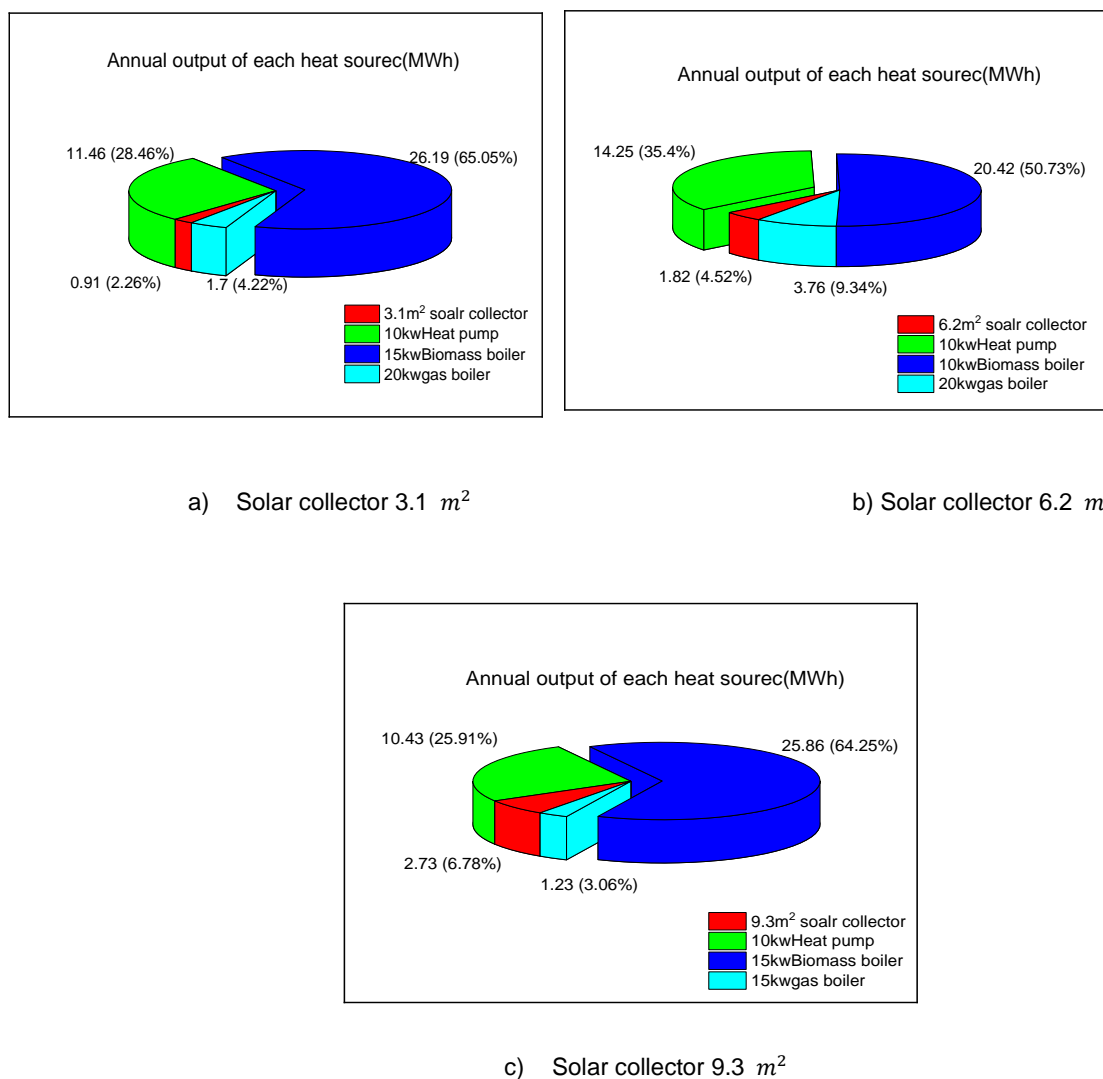 Annual output of each heat sourec(MWh)
11.46 (28.46%)
26.19 (65.05%)
0.91 (2.26%)
1.7 (4.22%)
3.1m² soalr collector
10kwHeat pump
15kwBiomass boiler
20kwgas boiler
Annual output of each heat sourec(MWh)
14.25 (35.4%)
20.42 (50.73%)
1.82 (4.52%)
3.76 (9.34%)
6.2m² soalr collector
10kwHeat pump
10kwBiomass boiler
20kwgas boiler
a) Solar collector 3.1 m²
b) Solar collector 6.2 m
Annual output of each heat sourec(MWh)
10.43 (25.91%)
25.86 (64.25%)
2.73 (6.78%)
1.23 (3.06%)
9.3m² soalr collector
10kwHeat pump
15kwBiomass boiler
15kwgas boiler
c) Solar collector 9.3 m²